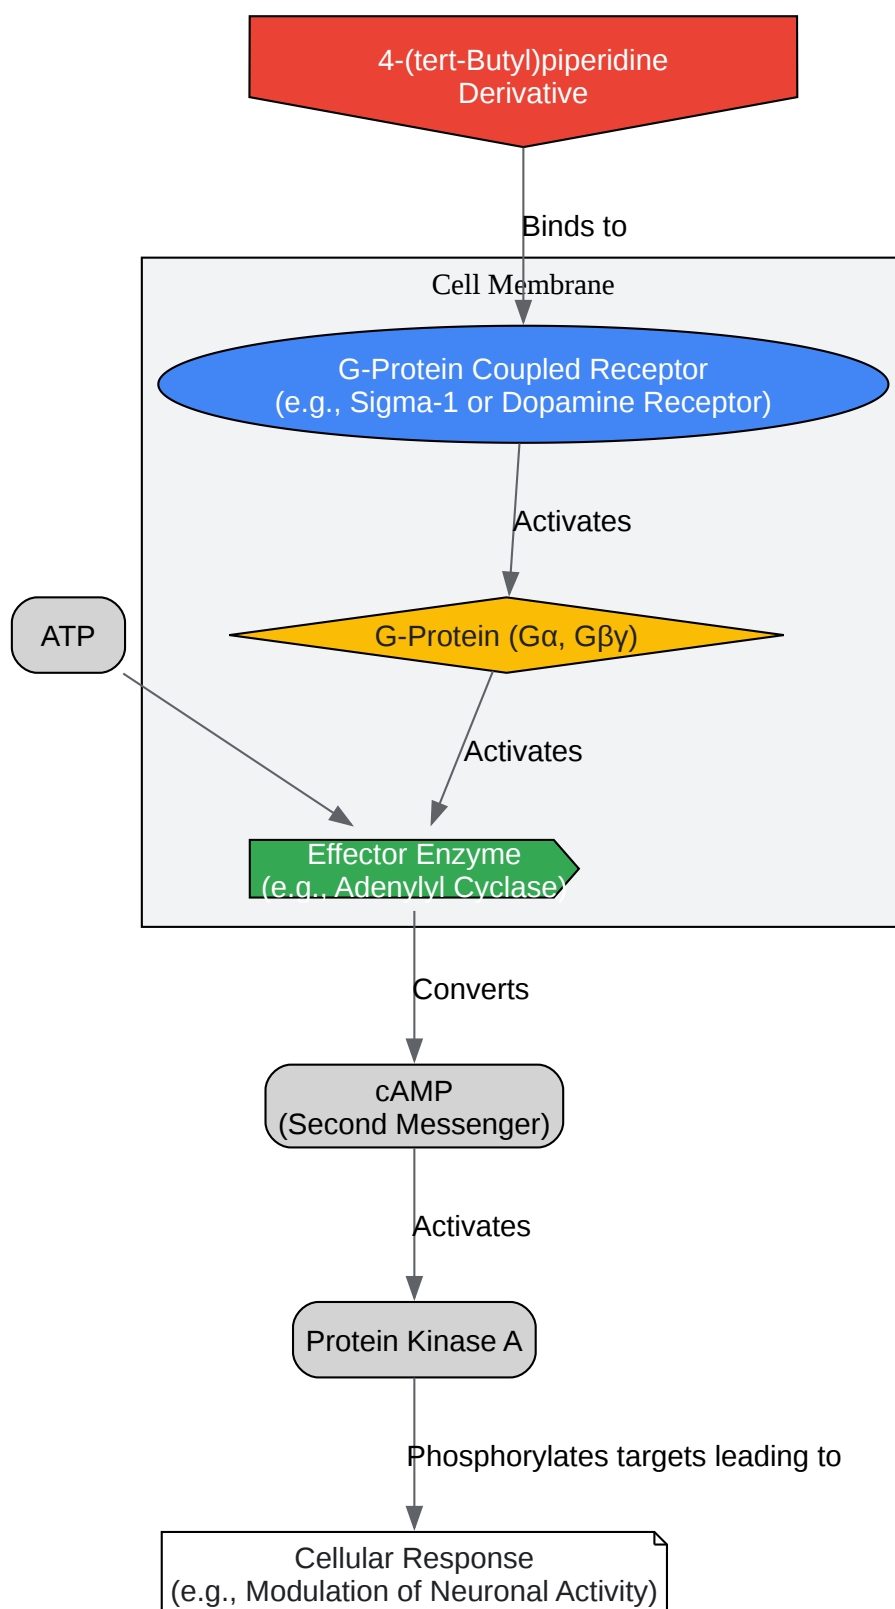 4-(tert-Butyl)piperidine
Derivative
Binds to
Cell Membrane
G-Protein Coupled Receptor
(e.g., Sigma-1 or Dopamine Receptor)
Activates
ATP
G-Protein (Gα, Gβγ)
Activates
Effector Enzyme
(e.g., Adenylyl Cyclase)
Converts
cAMP
(Second Messenger)
Activates
Protein Kinase A
Phosphorylates targets leading to
Cellular Response
(e.g., Modulation of Neuronal Activity)